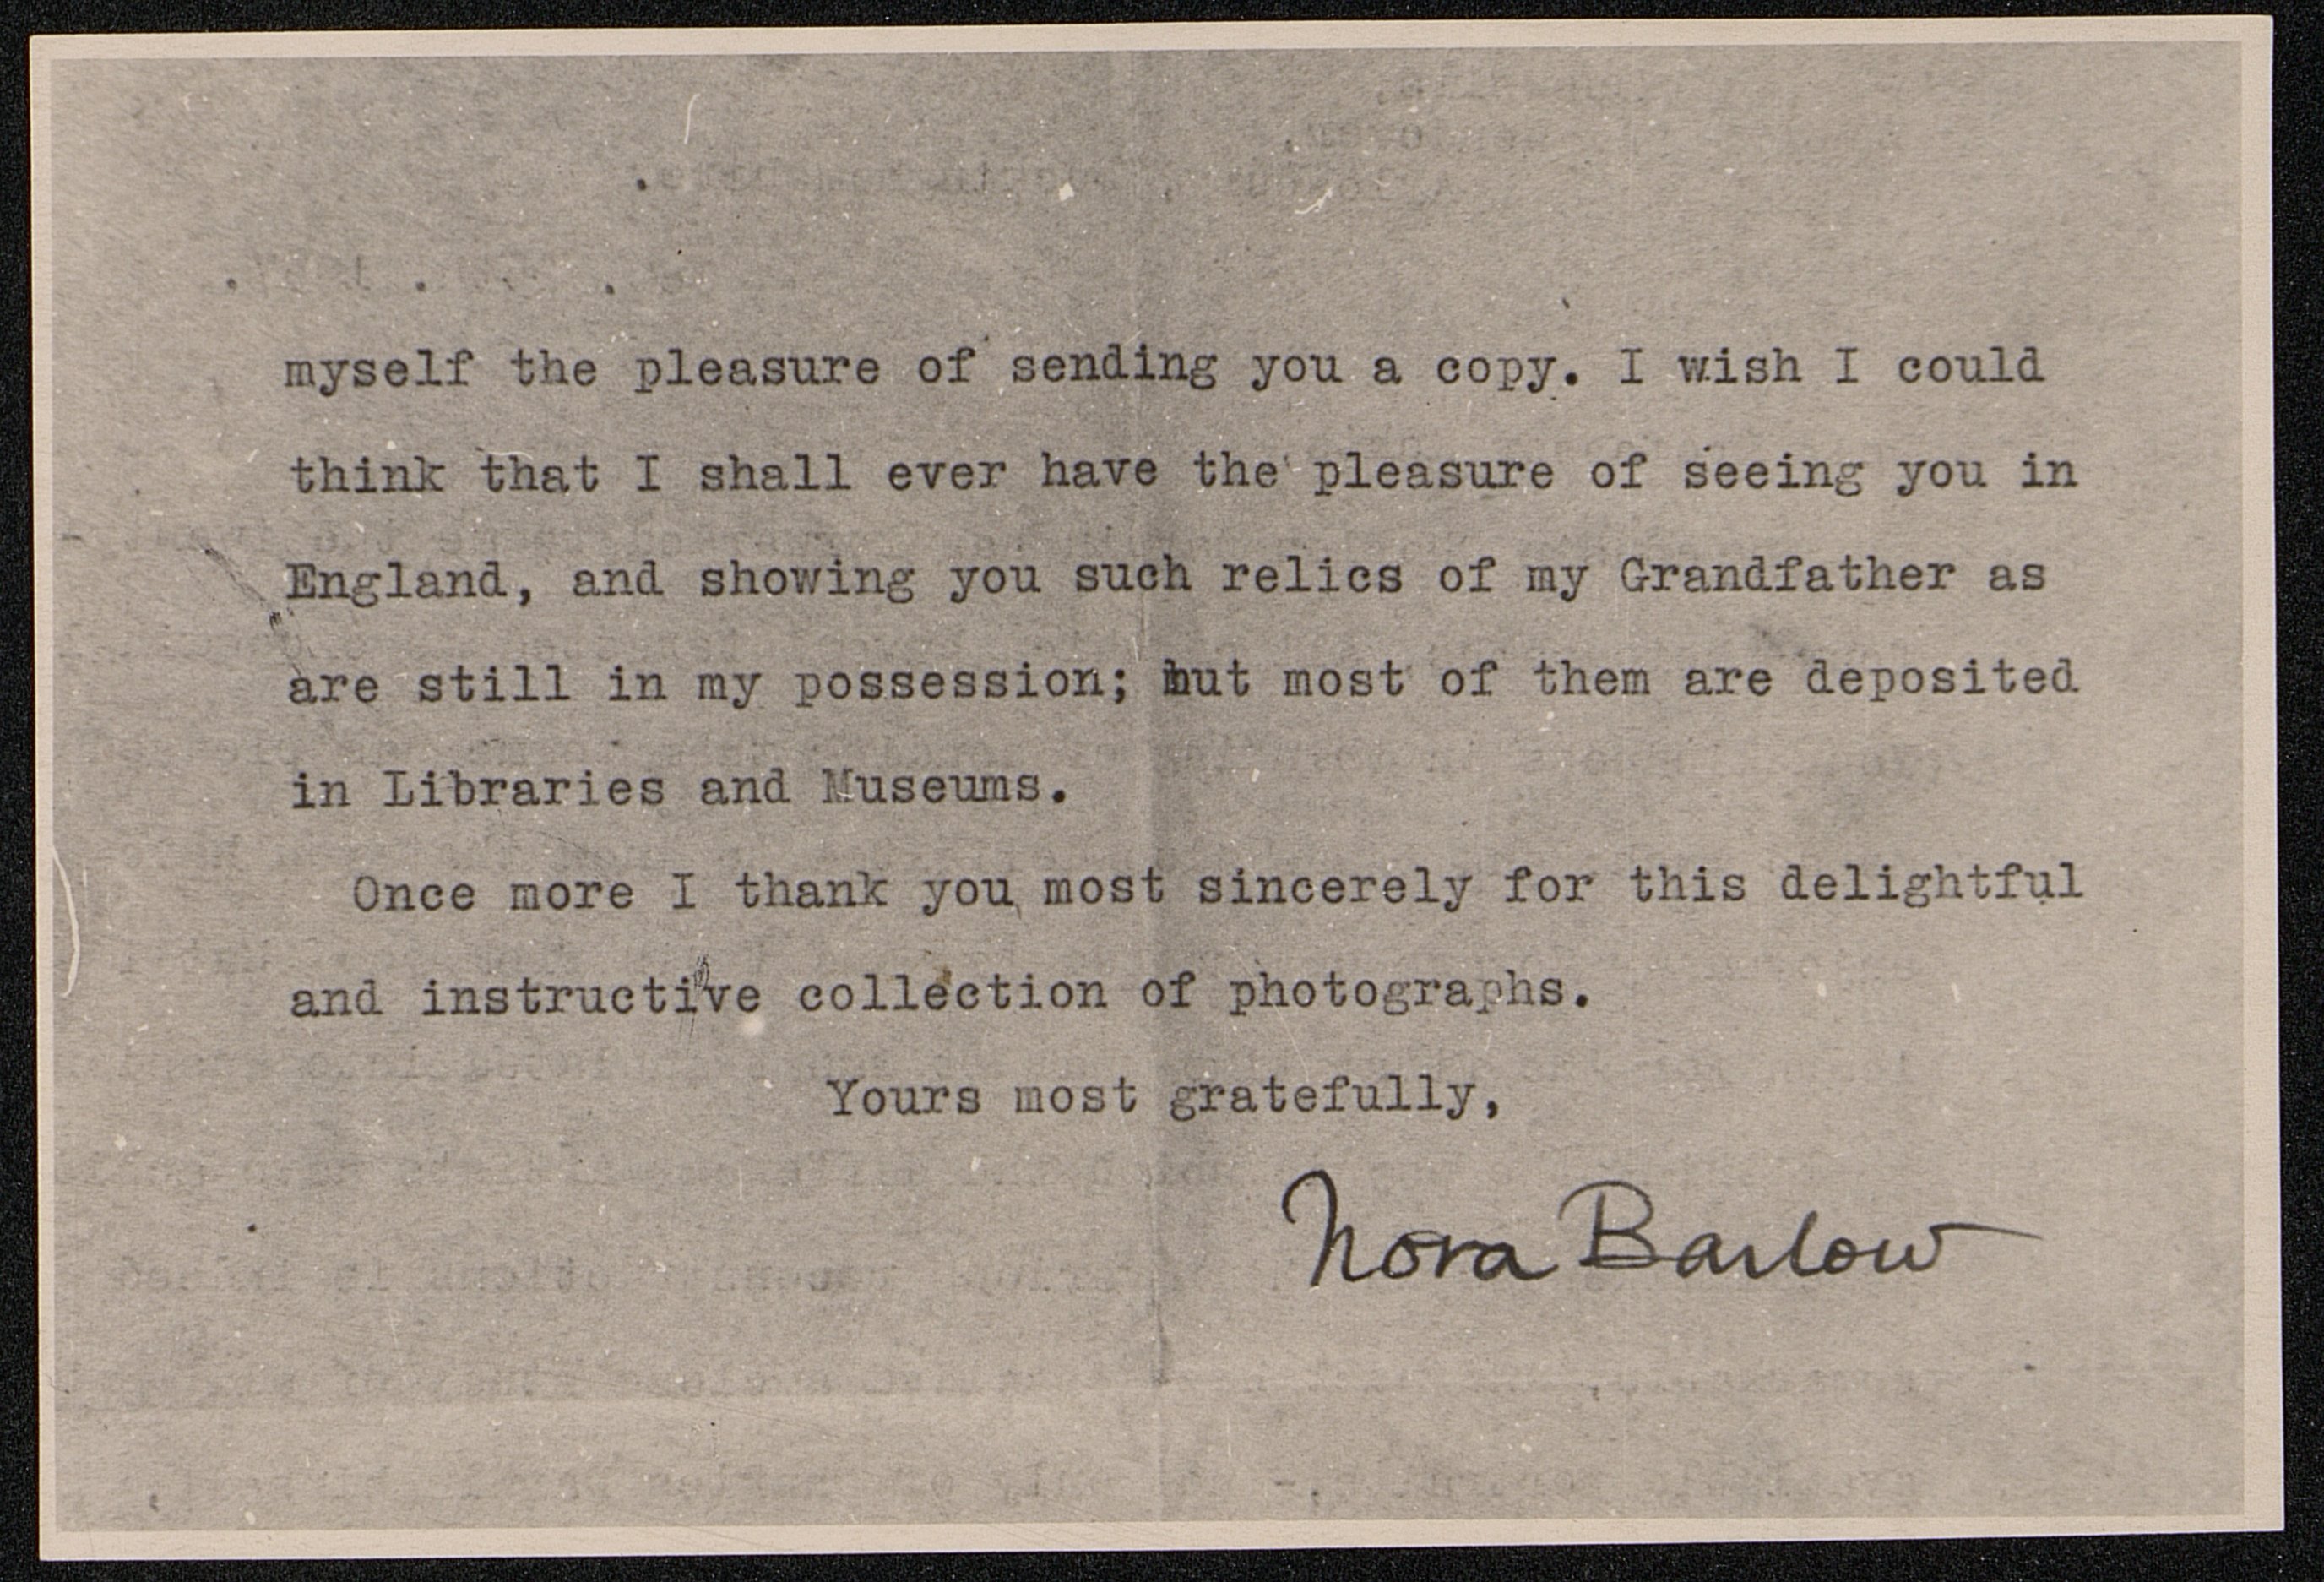 myself the pleasure of sending you a copy. I wish I could
think that I shall ever have the pleasure of seeing you in
England, and showing you such relics of my Grandfather as
are still in my possession; but most of them are deposited
in Libraries and Museums.
Once more I thank you most sincerely for this delightful
and instructive collection of photographs.
Yours most gratefully,
Nora Barlow